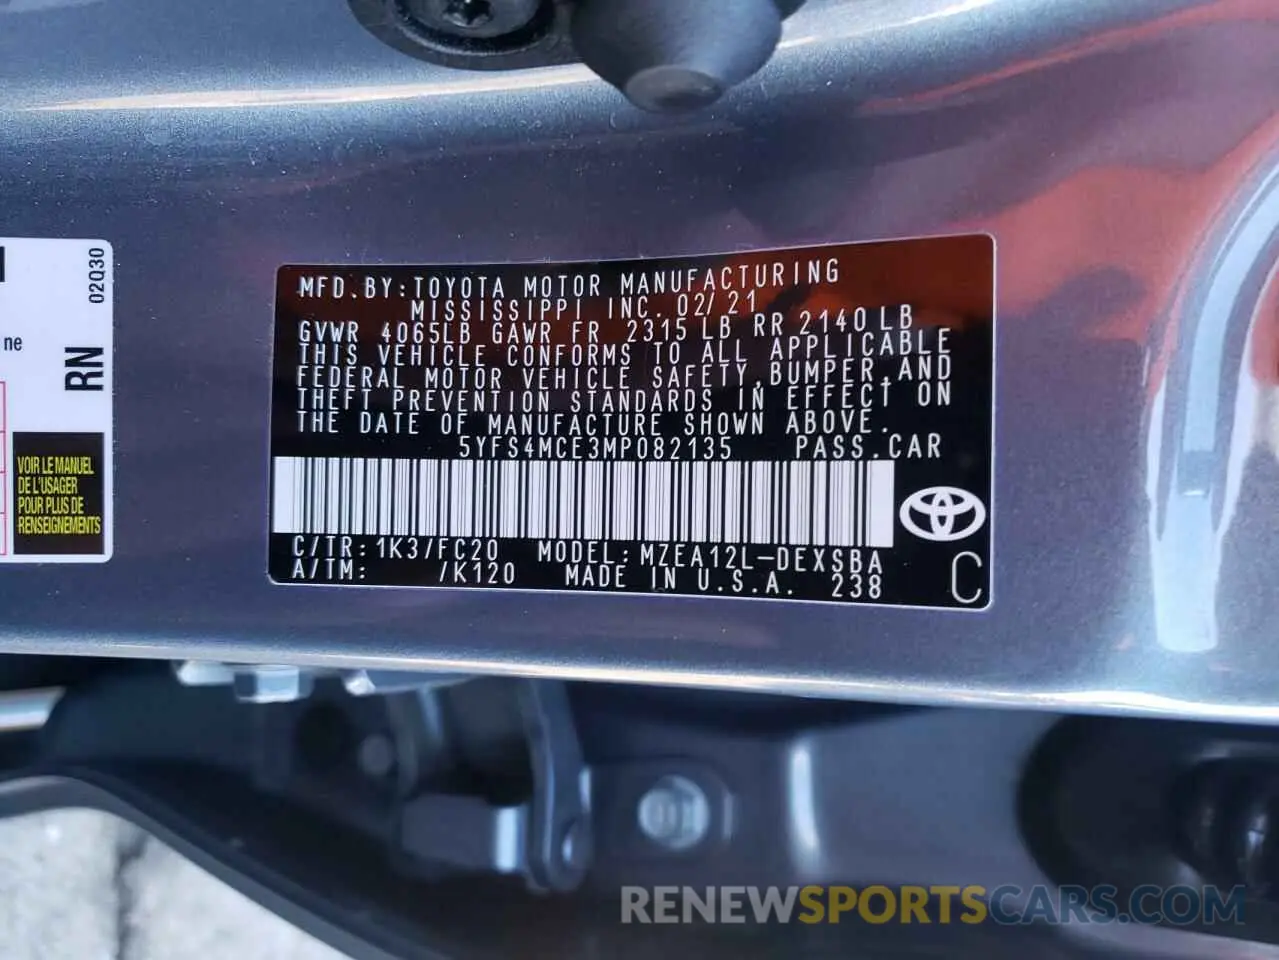 02Q30
RN
ne
VOIR LE MANUEL
DE L'USAGER
POUR PLUS DE
RENSEIGNEMENTS
MFD.BY:TOYOTA MOTOR MANUFACTURING
MISSISSIPPI INC. 02/21
GVWR 4065LB GAWR FR 2315LB RR 2140LB
THIS VEHICLE CONFORMS TO ALL APPLICABLE
FEDERAL MOTOR VEHICLE SAFETY,BUMPER,AND
THEFT PREVENTION STANDARDS IN EFFECT ON
THE DATE OF MANUFACTURE SHOWN ABOVE.
5YFS4MCE3MP082135 PASS.CAR
C/TR:1K3/FC20 MODEL:MZEA12L-DEXSBA
A/TM: /K120 MADE IN U.S.A. 238
C
RENEWSPORTSCARS.COM